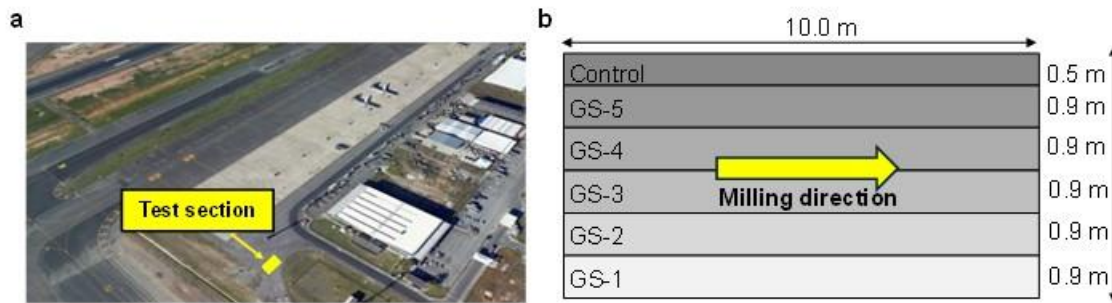 a
Test section
b
10.0 m
Control
0.5 m
GS-5
0.9 m
GS-4
0.9 m
GS-3
Milling direction
0.9 m
GS-2
0.9 m
GS-1
0.9 m